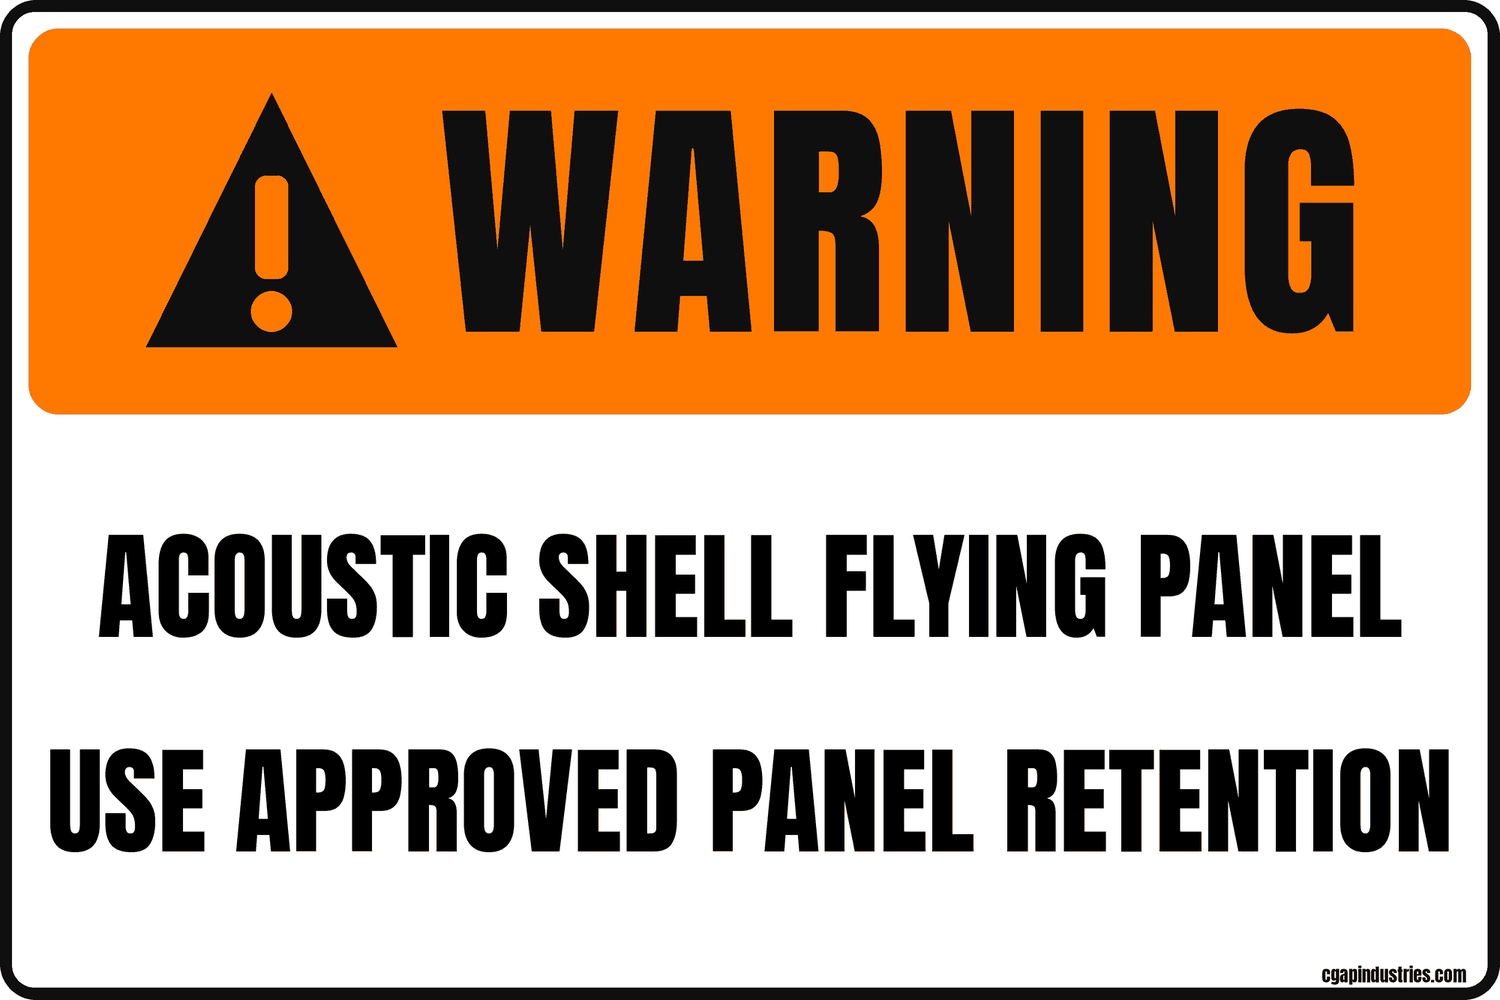 WARNING
ACOUSTIC SHELL FLYING PANEL
USE APPROVED PANEL RETENTION
cgapindustries.com